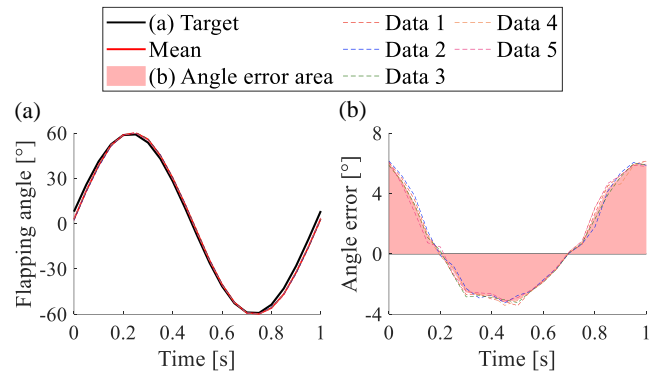 (a) Target
Mean
(b) Angle error area
Data 1
Data 2
Data 3
Data 4
Data 5
(a)
Flapping angle [°]
60
30
0
-30
-60
0
0.2
0.4
0.6
0.8
1
Time [s]
(b)
Angle error [°]
8
4
0
-4
0
0.2
0.4
0.6
0.8
1
Time [s]